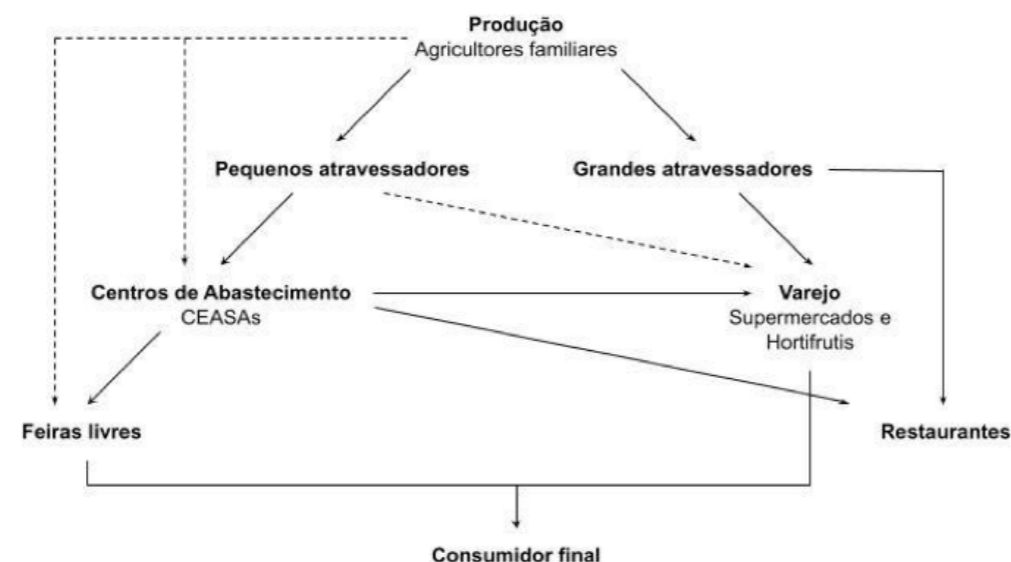 Produção
Agricultores familiares
Pequenos atravessadores
Grandes atravessadores
Centros de Abastecimento
CEASAs
Varejo
Supermercados e
Hortifrutis
Feiras livres
Restaurantes
Consumidor final